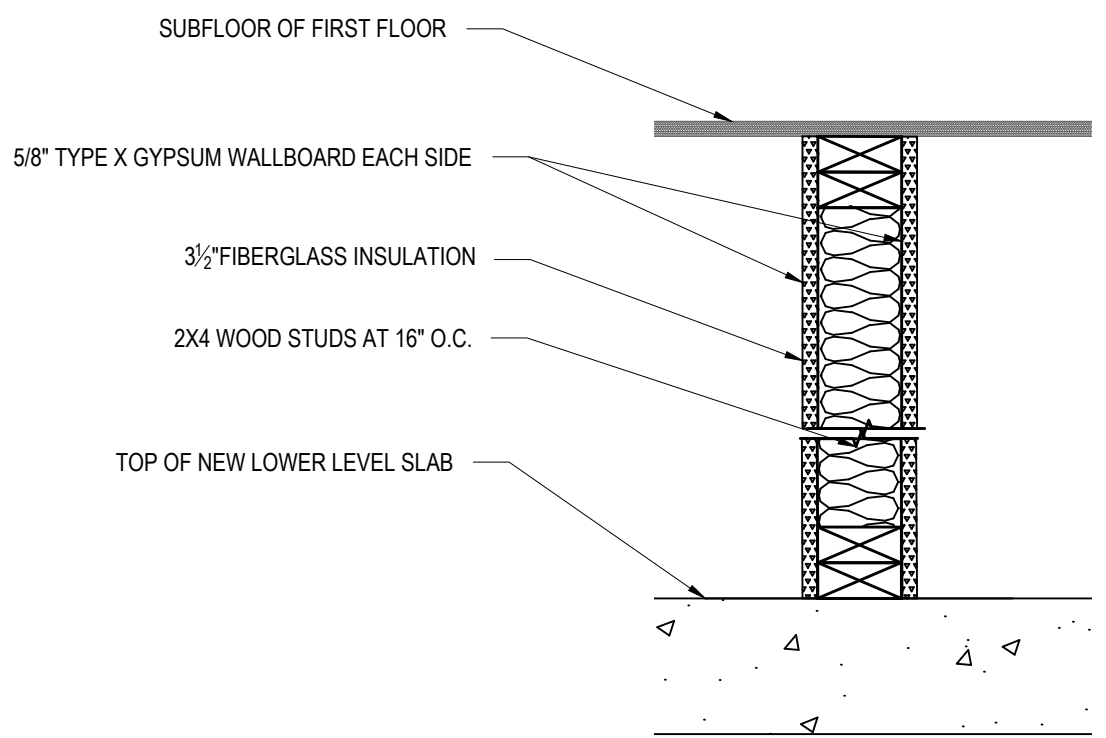 SUBFLOOR OF FIRST FLOOR
5/8" TYPE X GYPSUM WALLBOARD EACH SIDE
3½"FIBERGLASS INSULATION
2X4 WOOD STUDS AT 16" O.C.
TOP OF NEW LOWER LEVEL SLAB